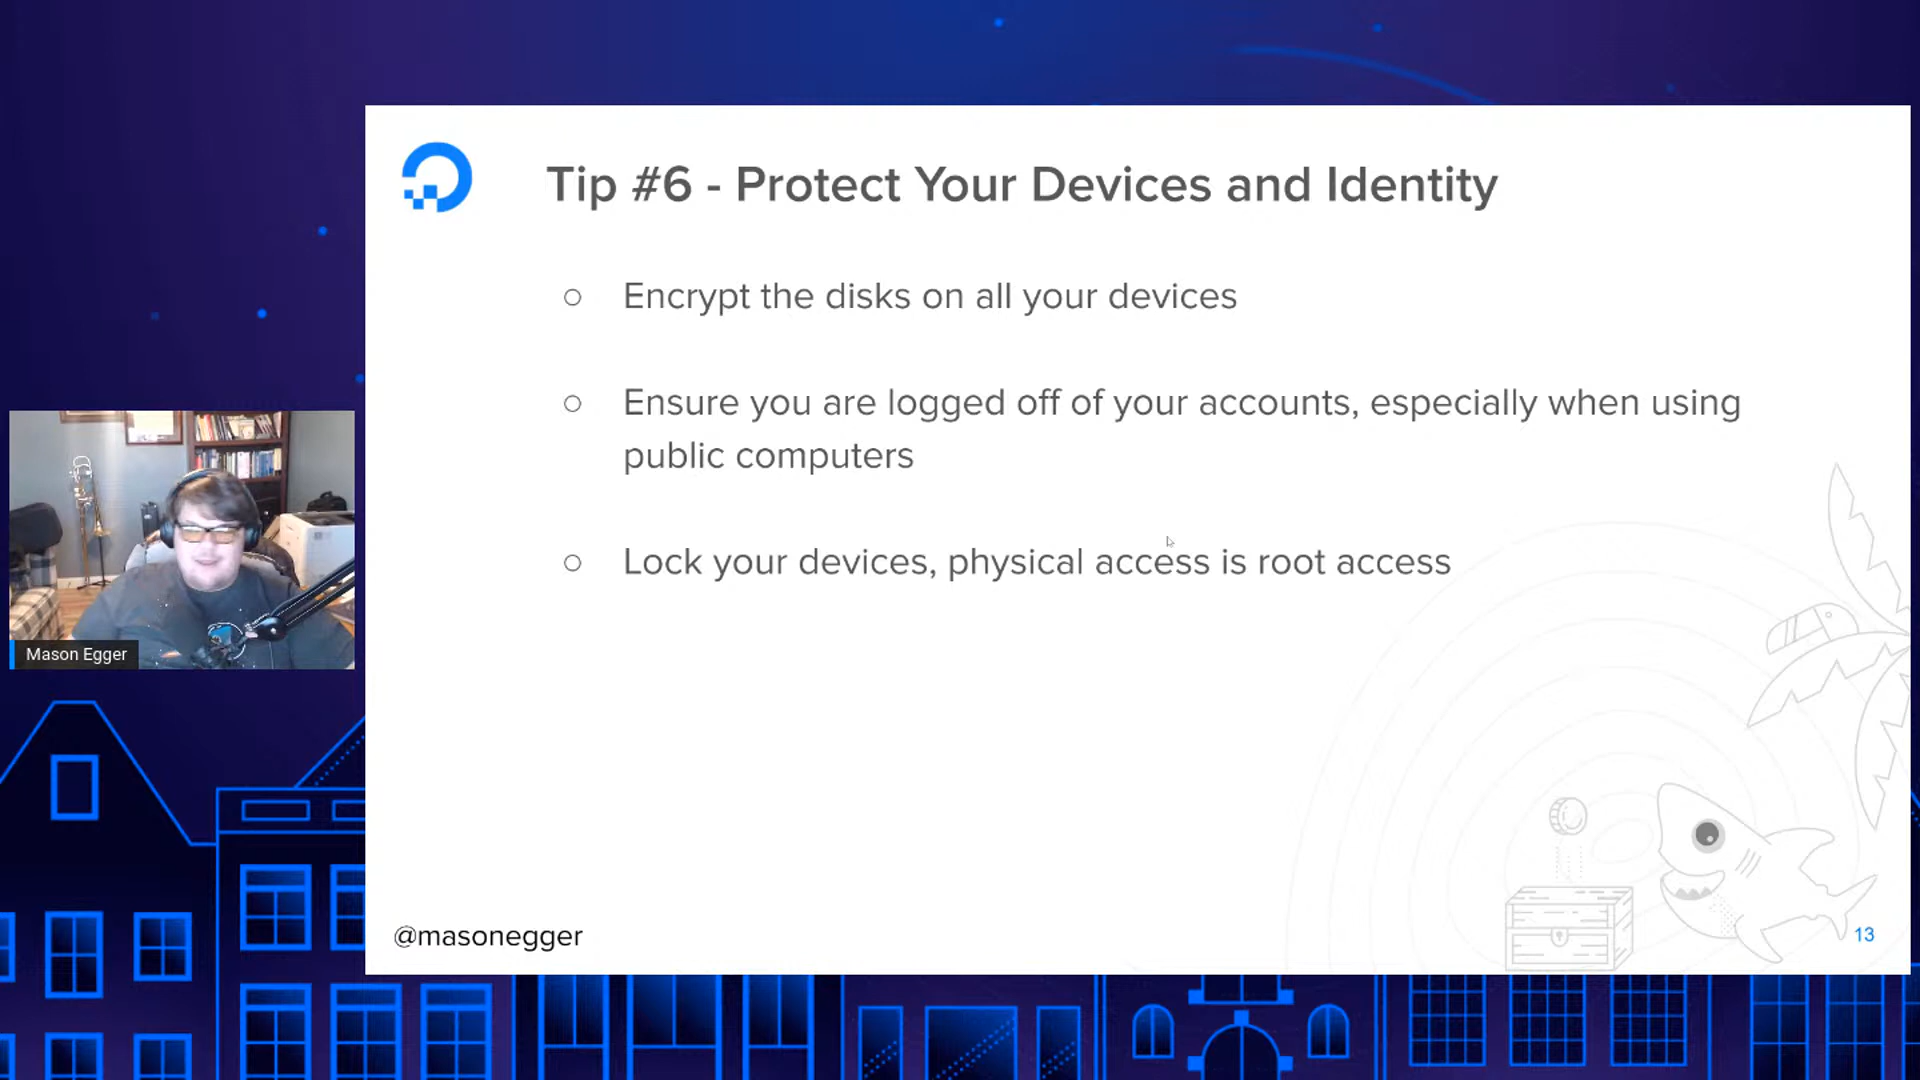 Tip #6 - Protect Your Devices and Identity
○ Encrypt the disks on all your devices
○ Ensure you are logged off of your accounts, especially when using
public computers
○ Lock your devices, physical access is root access
Mason Egger
@masonegger
13